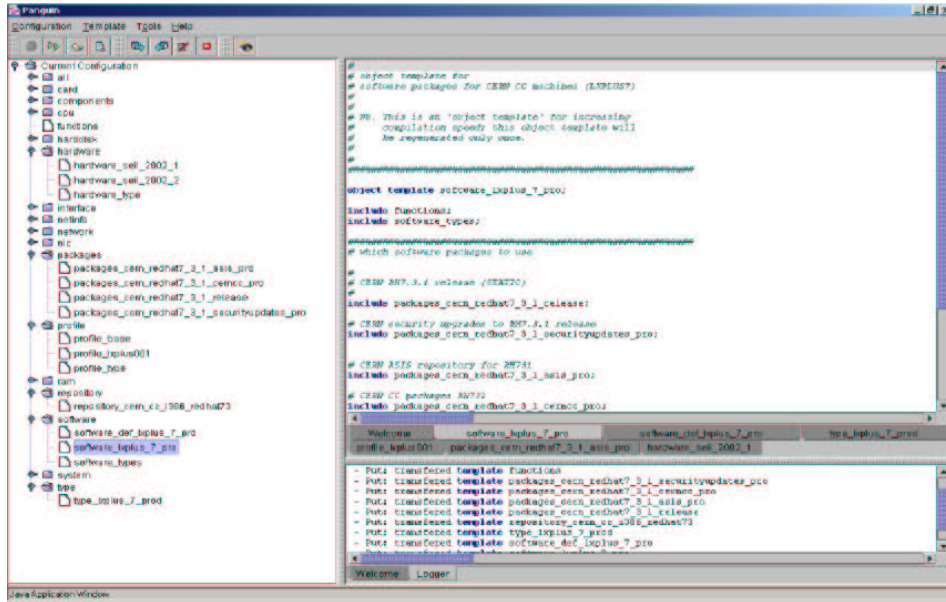 Panguin
Configuration Template Tools Help
Current Configuration
all
card
components
cpu
functions
harddisk
hardware
hardware_sell_2002_1
hardware_sell_2002_2
hardware_type
interface
netinfo
network
nic
packages
packages_cern_redhat7_3_1_asis_pro
packages_cern_redhat7_3_1_cerncc_pro
packages_cern_redhat7_3_1_release
packages_cern_redhat7_3_1_securityupdates_pro
profile
profile_base
profile_lxplus001
profile_type
ram
repository
repository_cern_cc_i386_redhat73
software
software_def_lxplus_7_pro
software_lxplus_7_pro
software_types
system
type
type_lxplus_7_prod
#
# object template for
# software packages for CERN CC machines (LXPLUS7)
#
# NB. This is an 'object template' for increasing
# compilation speed: this object template will
# be regenerated only once.
#
#
################################################################
object template software_lxplus_7_pro;
include functions;
include software_types;
################################################################
# which software packages to use
#
# CERN RH7.3.1 release (STATIC)
#
include packages_cern_redhat7_3_1_release;
# CERN security upgrades to RH7.3.1 release
include packages_cern_redhat7_3_1_securityupdates_pro;
# CERN ASIS repository for RH731
include packages_cern_redhat7_3_1_asis_pro;
# CERN CC packages RH731
include packages_cern_redhat7_3_1_cerncc_pro;
Welcome software_lxplus_7_pro software_def_lxplus_7_pro type_lxplus_7_prod
profile_lxplus001 packages_cern_redhat7_3_1_asis_pro hardware_sell_2002_1
- Put: transfered template functions
- Put: transfered template packages_cern_redhat7_3_1_securityupdates_pro
- Put: transfered template packages_cern_redhat7_3_1_cerncc_pro
- Put: transfered template packages_cern_redhat7_3_1_asis_pro
- Put: transfered template packages_cern_redhat7_3_1_release
- Put: transfered template repository_cern_cc_i386_redhat73
- Put: transfered template type_lxplus_7_prod
- Put: transfered template software_def_lxplus_7_pro
Welcome Logger
Java Application Window